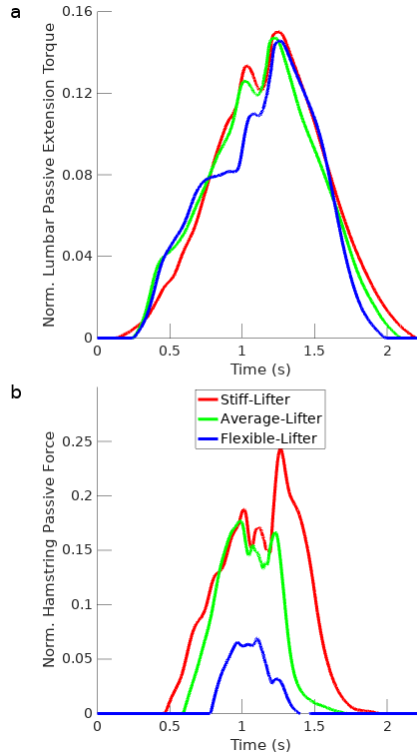 a
Norm. Lumbar Passive Extension Torque
0.16
0.12
0.08
0.04
0
0
0.5
1
1.5
2
Time (s)
b
Norm. Hamstring Passive Force
Stiff-Lifter
Average-Lifter
Flexible-Lifter
0.25
0.2
0.15
0.1
0.05
0
0
0.5
1
1.5
2
Time (s)